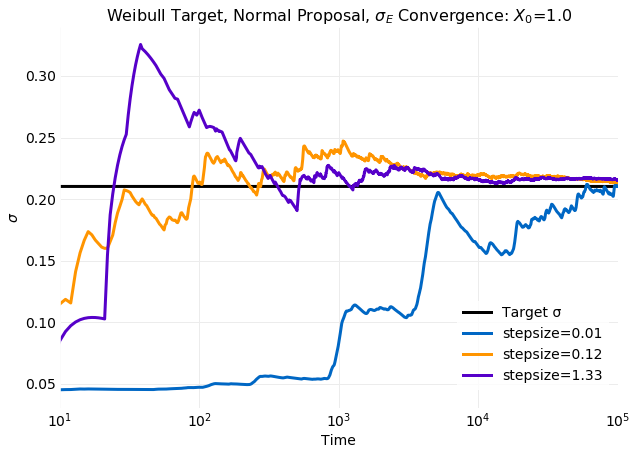 Weibull Target, Normal Proposal, σ_E Convergence: X_0=1.0
0.30
0.25
0.20
0.15
0.10
0.05
σ
10^1
10^2
10^3
10^4
10^5
Time
Target σ
stepsize=0.01
stepsize=0.12
stepsize=1.33